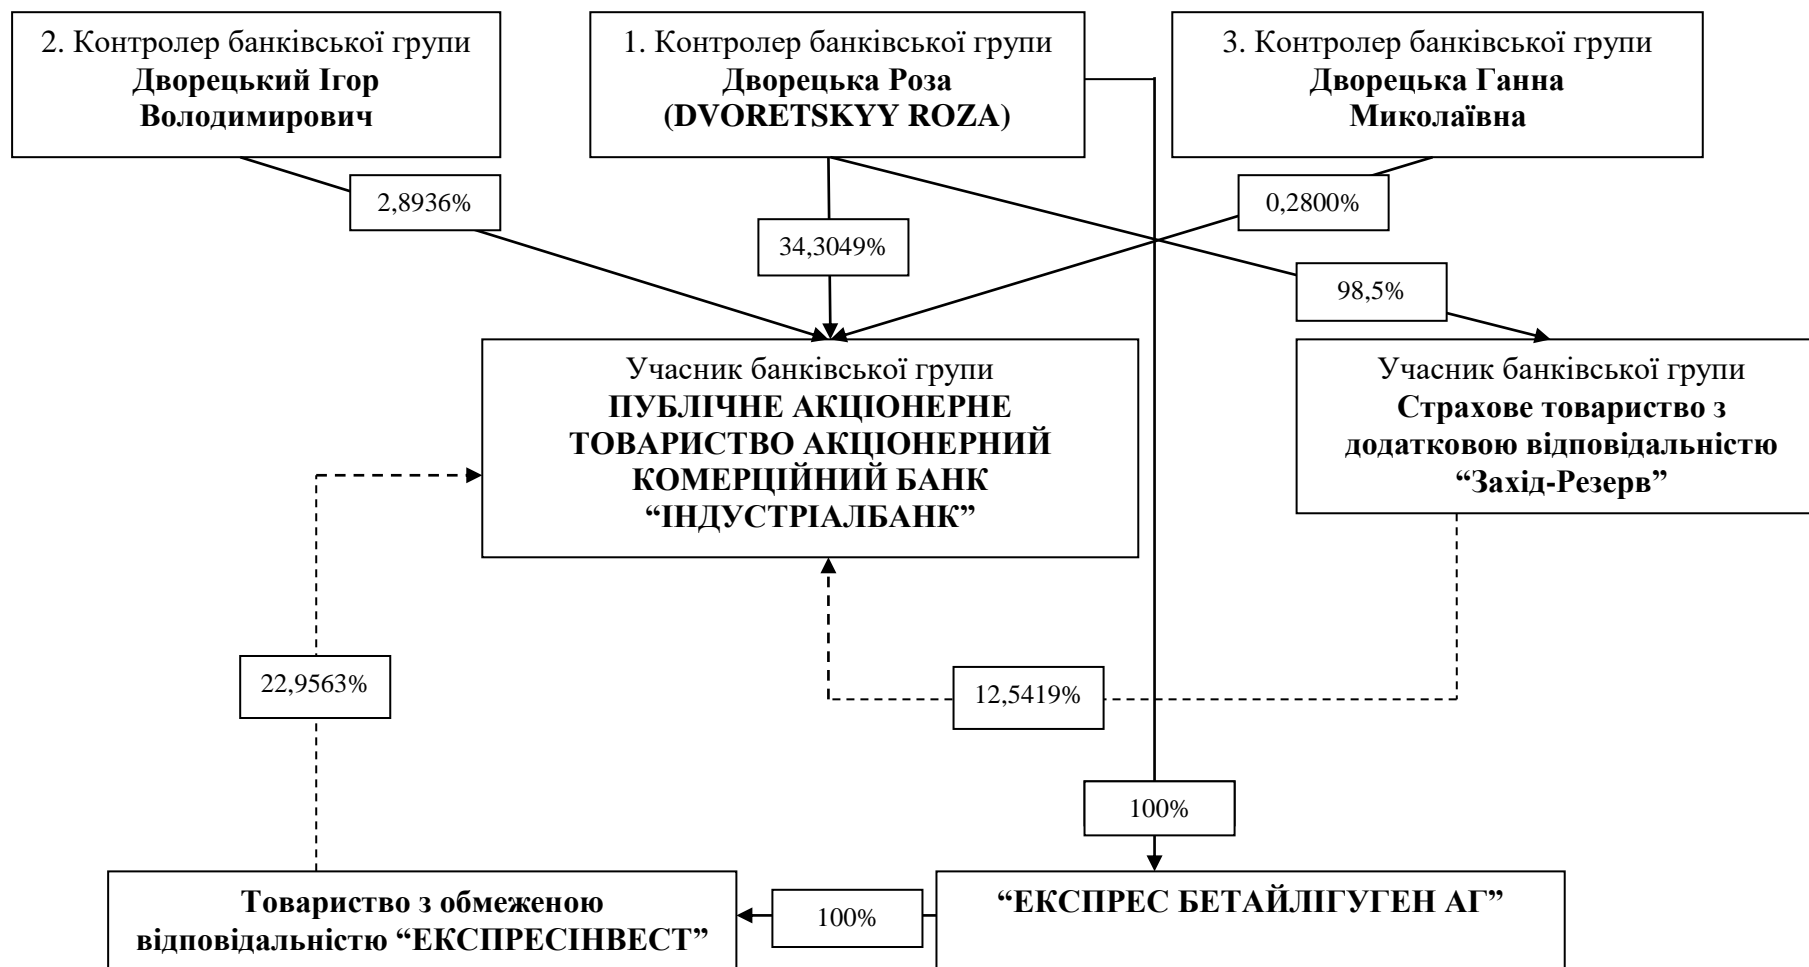 2. Контролер банківської групи
Дворецький Ігор
Володимирович
1. Контролер банківської групи
Дворецька Роза
(DVORETSKYY ROZA)
3. Контролер банківської групи
Дворецька Ганна
Миколаївна
2,8936%
34,3049%
0,2800%
98,5%
Учасник банківської групи
ПУБЛІЧНЕ АКЦІОНЕРНЕ
ТОВАРИСТВО АКЦІОНЕРНИЙ
КОМЕРЦІЙНИЙ БАНК
“ІНДУСТРІАЛБАНК”
Учасник банківської групи
Страхове товариство з
додатковою відповідальністю
“Захід-Резерв”
22,9563%
12,5419%
100%
Товариство з обмеженою
відповідальністю “ЕКСПРЕСІНВЕСТ”
100%
“ЕКСПРЕС БЕТАЙЛІГУГЕН АГ”